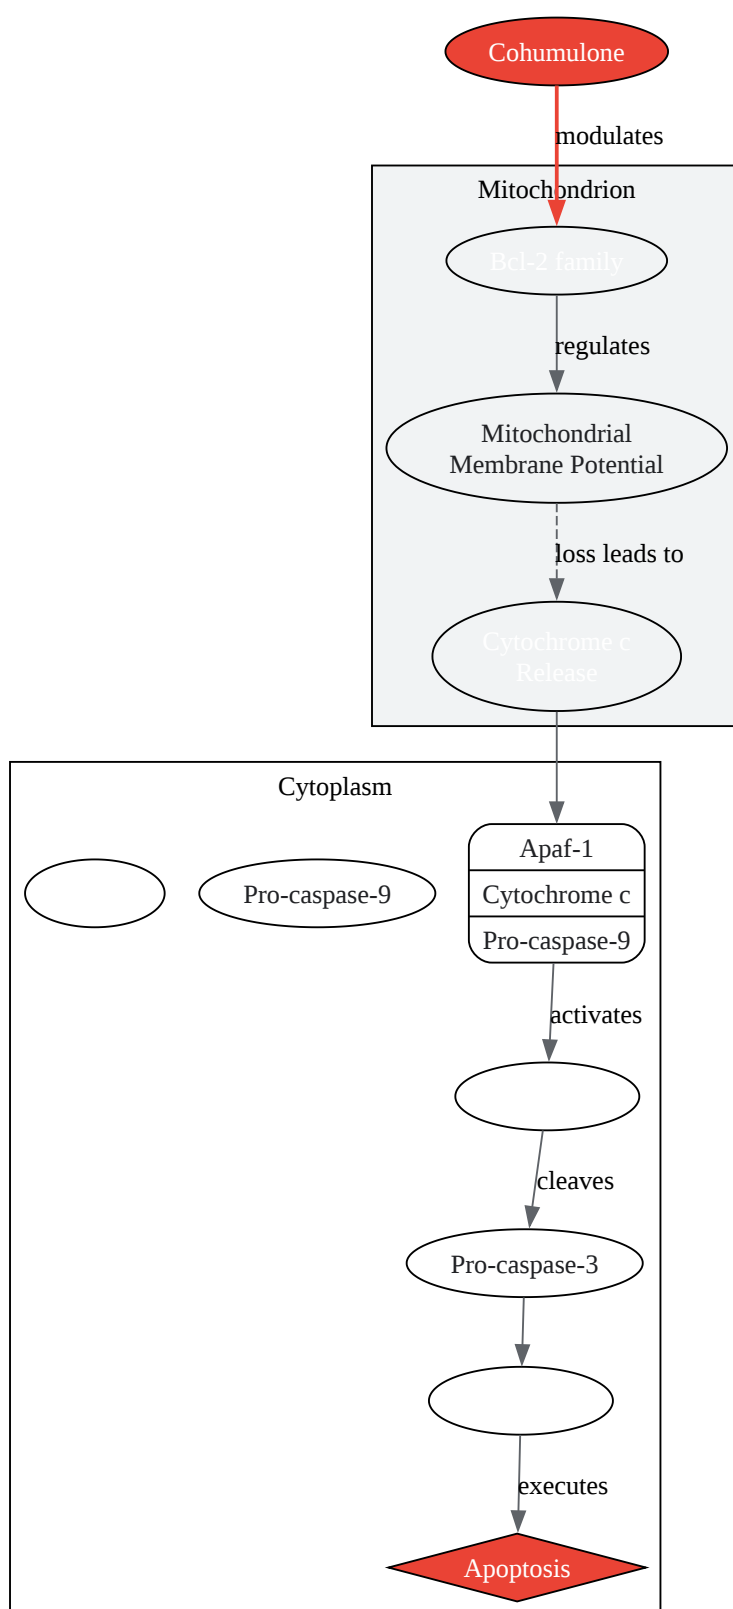 Cohumulone
modulates
Mitochondrion
Bcl-2 family
regulates
Mitochondrial
Membrane Potential
loss leads to
Cytochrome c
Release
Cytoplasm
Pro-caspase-9
Apaf-1
Cytochrome c
Pro-caspase-9
activates
cleaves
Pro-caspase-3
executes
Apoptosis